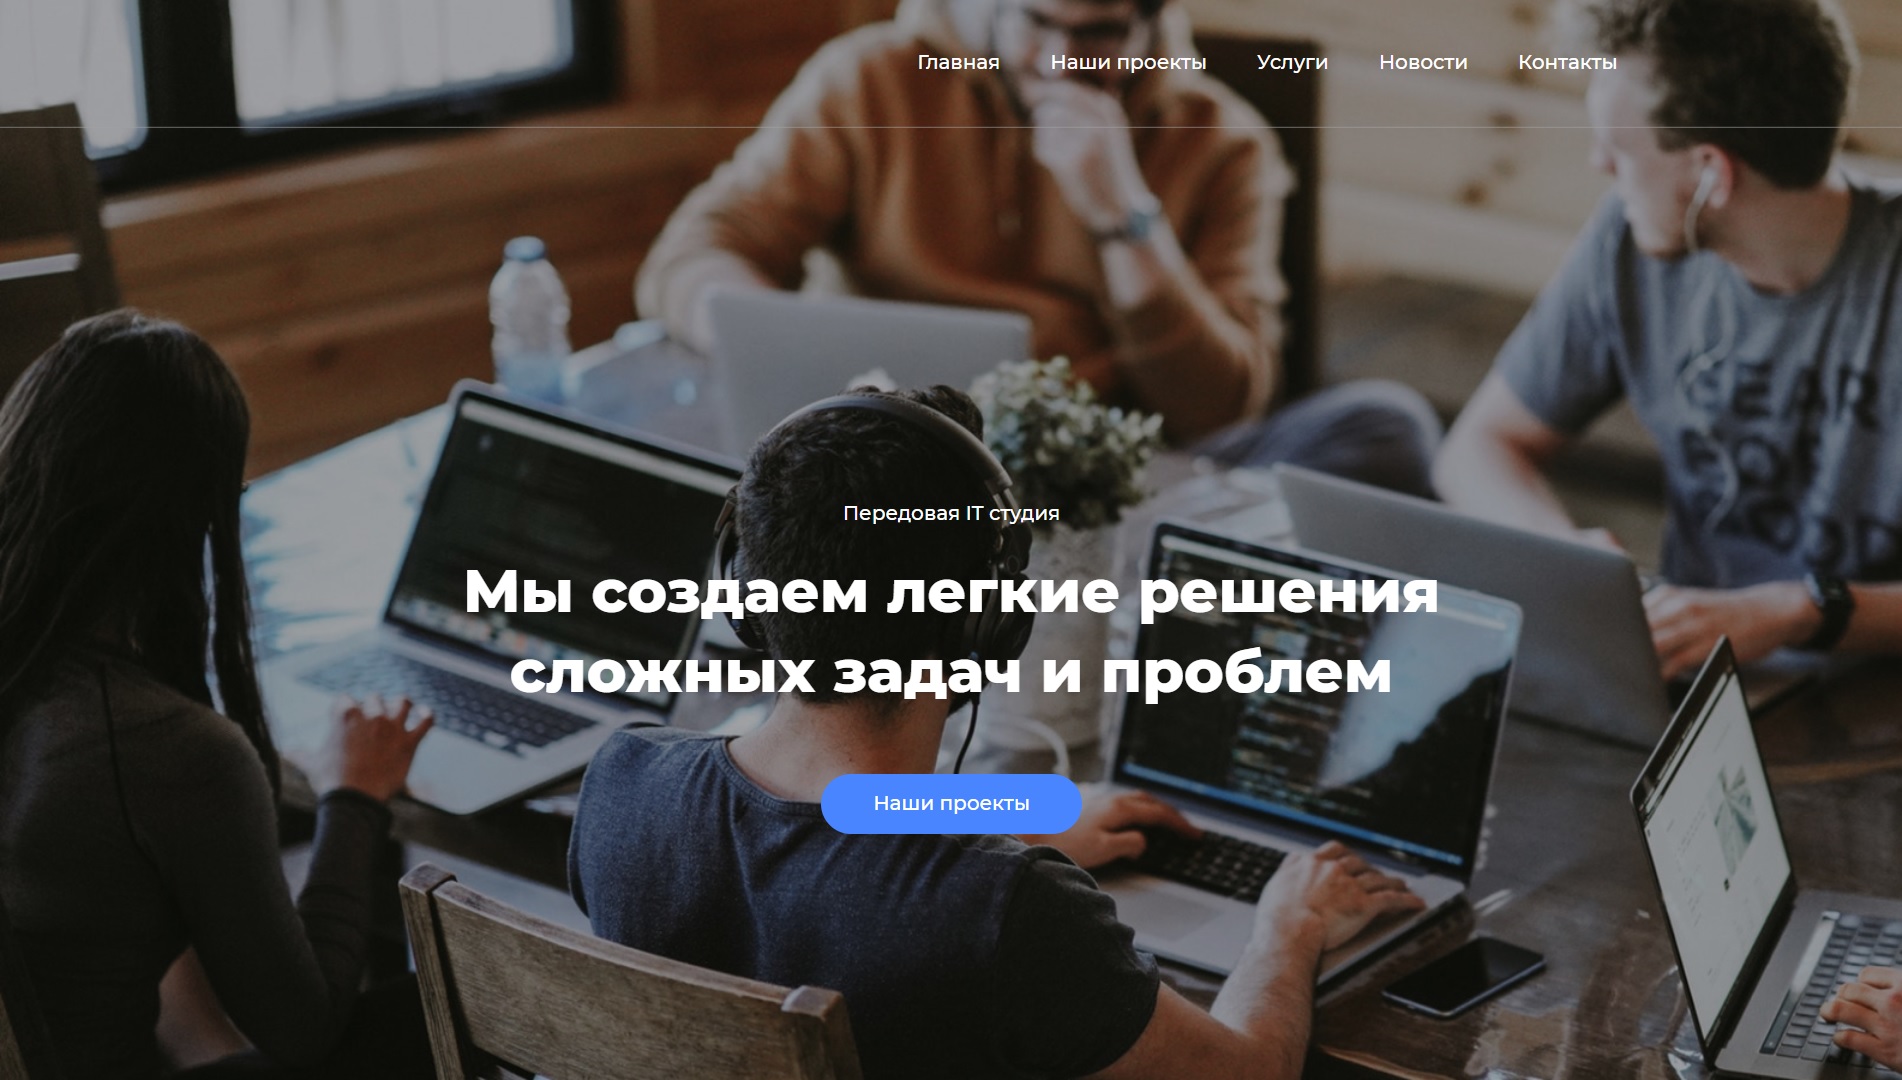 Главная Наши проекты Услуги Новости Контакты
Передовая IT студия
Мы создаем легкие решения
сложных задач и проблем
Наши проекты